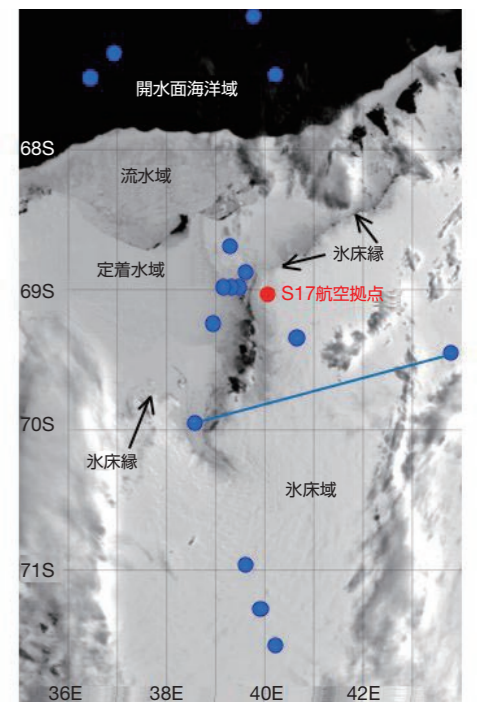 開水面海洋域
68S
流水域
定着水域
氷床縁
69S
S17航空拠点
70S
氷床縁
氷床域
71S
36E 38E 40E 42E